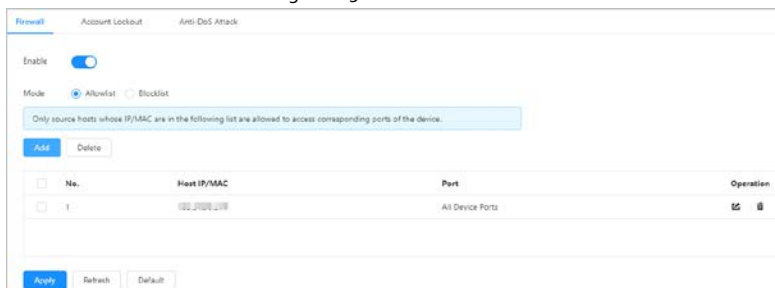 Firewall Account Lockout Anti-DoS Attack
Enable
Mode Allowlist Blocklist
Only source hosts whose IP/MAC are in the following list are allowed to access corresponding ports of the device.
Add Delete
No. Host IP/MAC Port Operation
1 All Device Ports
Apply Refresh Default